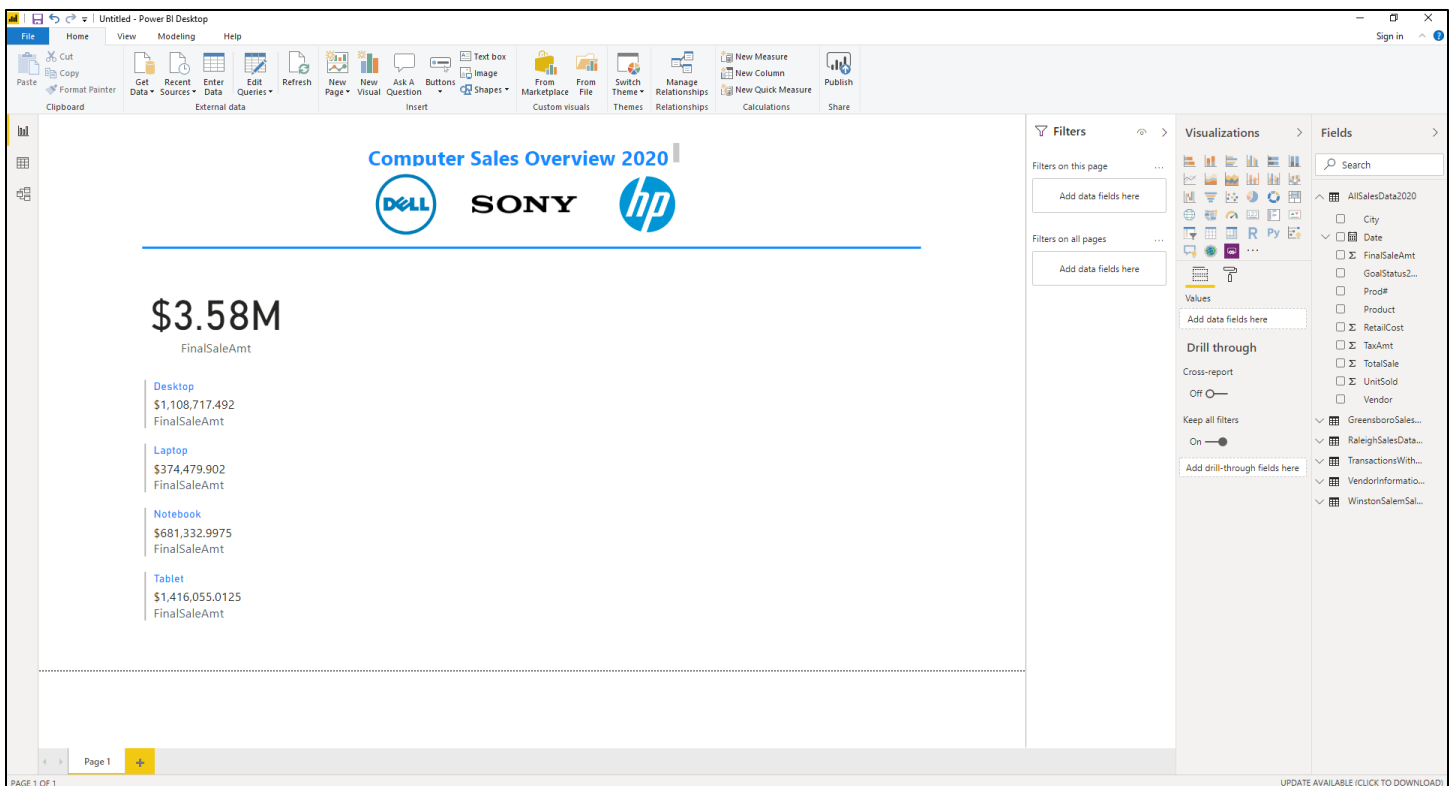 Untitled - Power BI Desktop
File Home View Modeling Help Sign in
Paste Cut
Copy
Format Painter
Clipboard
Get Data Recent Sources Enter Data Edit Queries
External data
Refresh
New Page New Visual Ask A Question Buttons
Text box
Image
Shapes
Insert
From Marketplace From File
Custom visuals
Switch Theme
Themes
Manage Relationships
Relationships
New Measure
New Column
New Quick Measure
Calculations
Publish
Share
Computer Sales Overview 2020
DELL SONY hp
$3.58M
FinalSaleAmt
Desktop
$1,108,717.492
FinalSaleAmt
Laptop
$374,479.902
FinalSaleAmt
Notebook
$681,332.9975
FinalSaleAmt
Tablet
$1,416,055.0125
FinalSaleAmt
Filters
Filters on this page ...
Add data fields here
Filters on all pages ...
Add data fields here
Visualizations
R Py
...
Values
Add data fields here
Drill through
Cross-report
Off
Keep all filters
On
Add drill-through fields here
Fields
Search
AllSalesData2020
City
Date
Σ FinalSaleAmt
GoalStatus2...
Prod#
Product
Σ RetailCost
Σ TaxAmt
Σ TotalSale
Σ UnitSold
Vendor
GreensboroSales...
RaleighSalesData...
TransactionsWith...
VendorInformatio...
WinstonSalemSal...
Page 1 +
PAGE 1 OF 1 UPDATE AVAILABLE (CLICK TO DOWNLOAD)